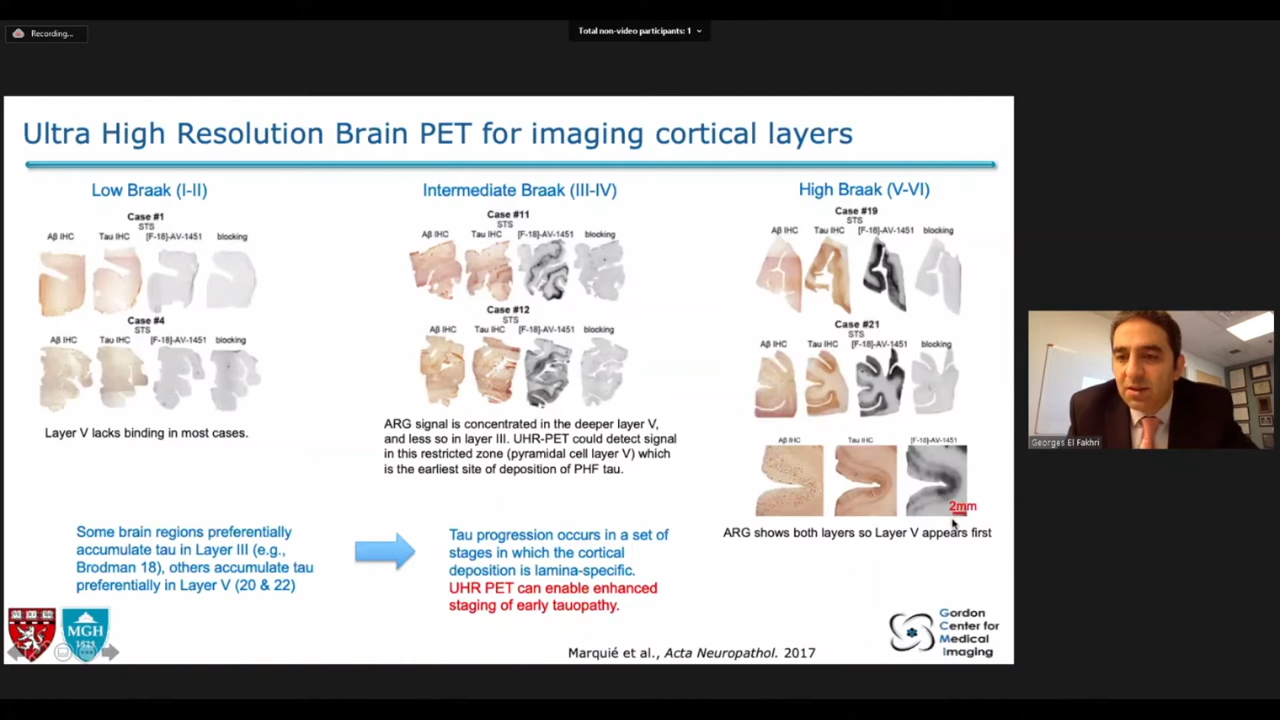 Recording...
Total non-video participants: 1
Ultra High Resolution Brain PET for imaging cortical layers
Low Braak (I-II)
Case #1
STS
Aβ IHC Tau IHC [F-18]-AV-1451 blocking
Case #4
STS
Aβ IHC Tau IHC [F-18]-AV-1451 blocking
Layer V lacks binding in most cases.
Intermediate Braak (III-IV)
Case #11
STS
Aβ IHC Tau IHC [F-18]-AV-1451 blocking
Case #12
STS
Aβ IHC Tau IHC [F-18]-AV-1451 blocking
ARG signal is concentrated in the deeper layer V,
and less so in layer III. UHR-PET could detect signal
in this restricted zone (pyramidal cell layer V) which
is the earliest site of deposition of PHF tau.
High Braak (V-VI)
Case #19
STS
Aβ IHC Tau IHC [F-18]-AV-1451 blocking
Case #21
STS
Aβ IHC Tau IHC [F-18]-AV-1451 blocking
Aβ IHC Tau IHC [F-18]-AV-1451
2mm
ARG shows both layers so Layer V appears first
Some brain regions preferentially
accumulate tau in Layer III (e.g.,
Brodman 18), others accumulate tau
preferentially in Layer V (20 & 22)
Tau progression occurs in a set of
stages in which the cortical
deposition is lamina-specific.
UHR PET can enable enhanced
staging of early tauopathy.
MGH
1811
Gordon
Center for
Medical
Imaging
Marquié et al., Acta Neuropathol. 2017
Georges El Fakhri